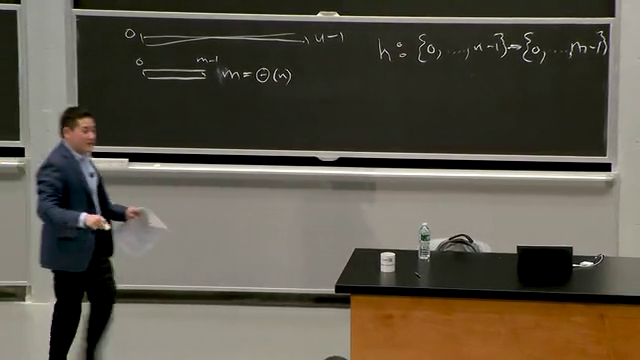 0 u-1
0 m-1 m = Θ(n)
h: {0, ..., u-1} → {0, ..., m-1}